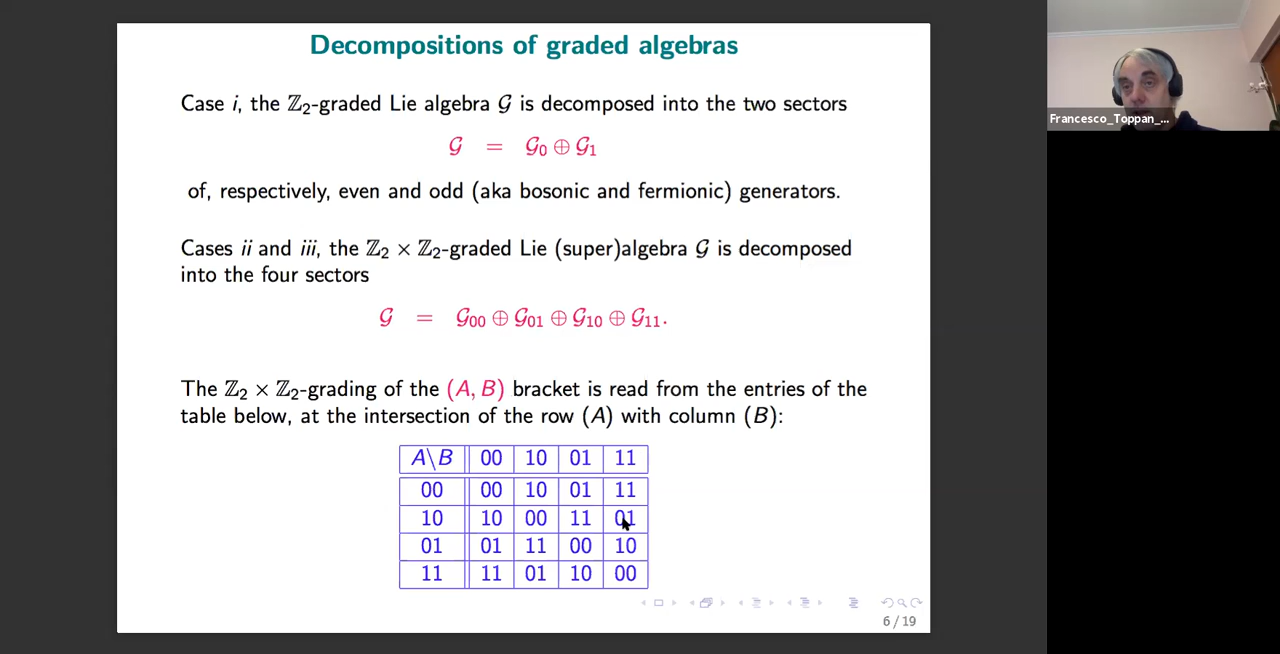 Decompositions of graded algebras
Case i, the ℤ₂-graded Lie algebra 𝒢 is decomposed into the two sectors
𝒢 = 𝒢₀ ⊕ 𝒢₁
of, respectively, even and odd (aka bosonic and fermionic) generators.
Cases ii and iii, the ℤ₂ × ℤ₂-graded Lie (super)algebra 𝒢 is decomposed
into the four sectors
𝒢 = 𝒢₀₀ ⊕ 𝒢₀₁ ⊕ 𝒢₁₀ ⊕ 𝒢₁₁.
The ℤ₂ × ℤ₂-grading of the (A, B) bracket is read from the entries of the
table below, at the intersection of the row (A) with column (B):
A\B 00 10 01 11
00 00 10 01 11
10 10 00 11 01
01 01 11 00 10
11 11 01 10 00
6 / 19
Francesco_Toppan_...